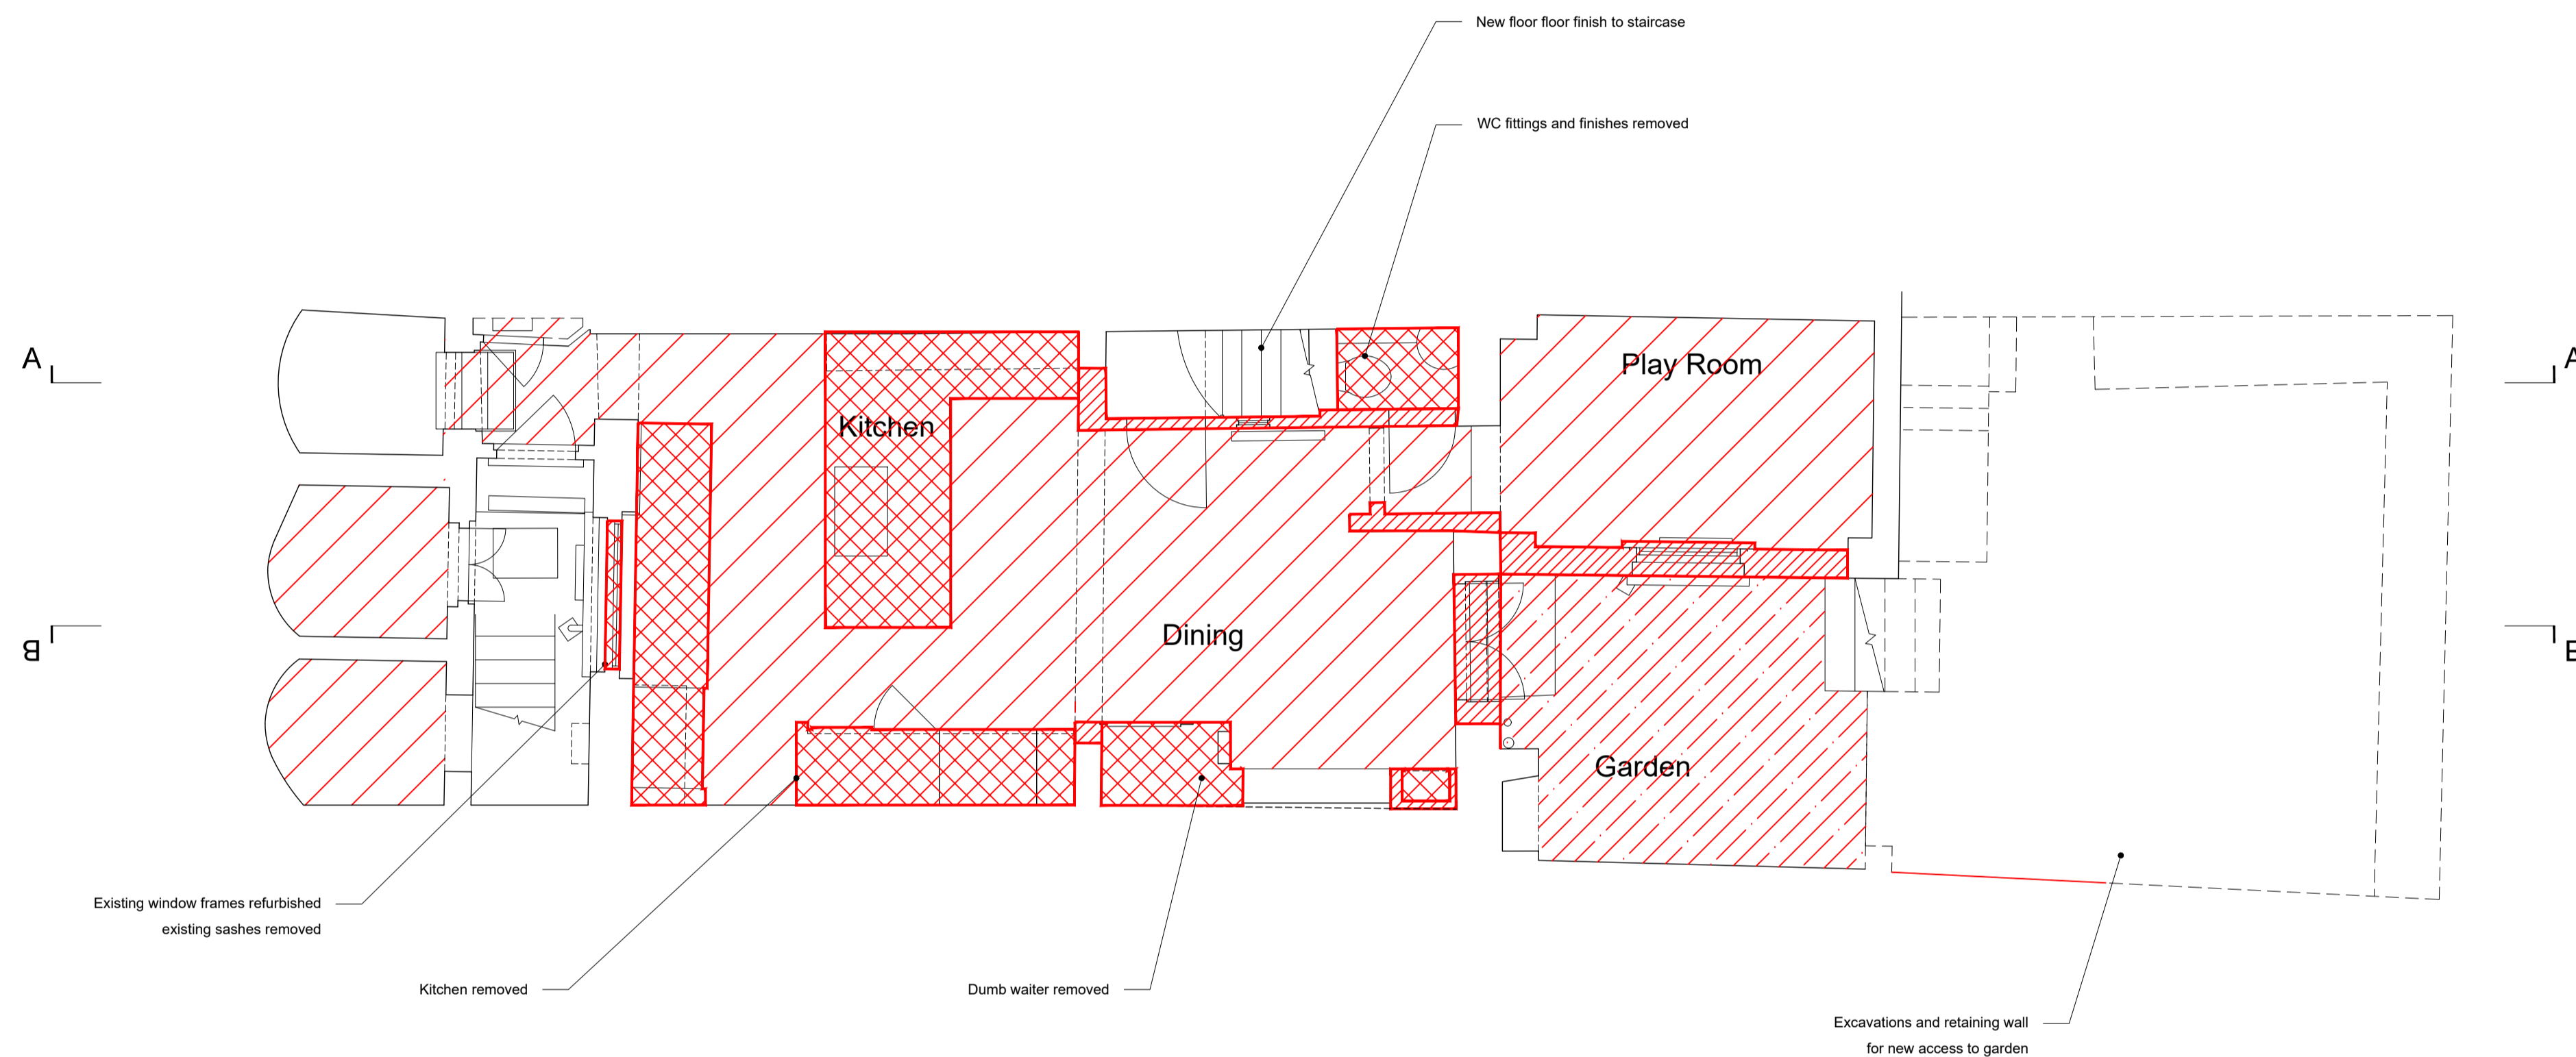 New floor floor finish to staircase
WC fittings and finishes removed
A
A
Play Room
Kitchen
Dining
B
Garden
Existing window frames refurbished
existing sashes removed
Kitchen removed
Dumb waiter removed
Excavations and retaining wall
for new access to garden